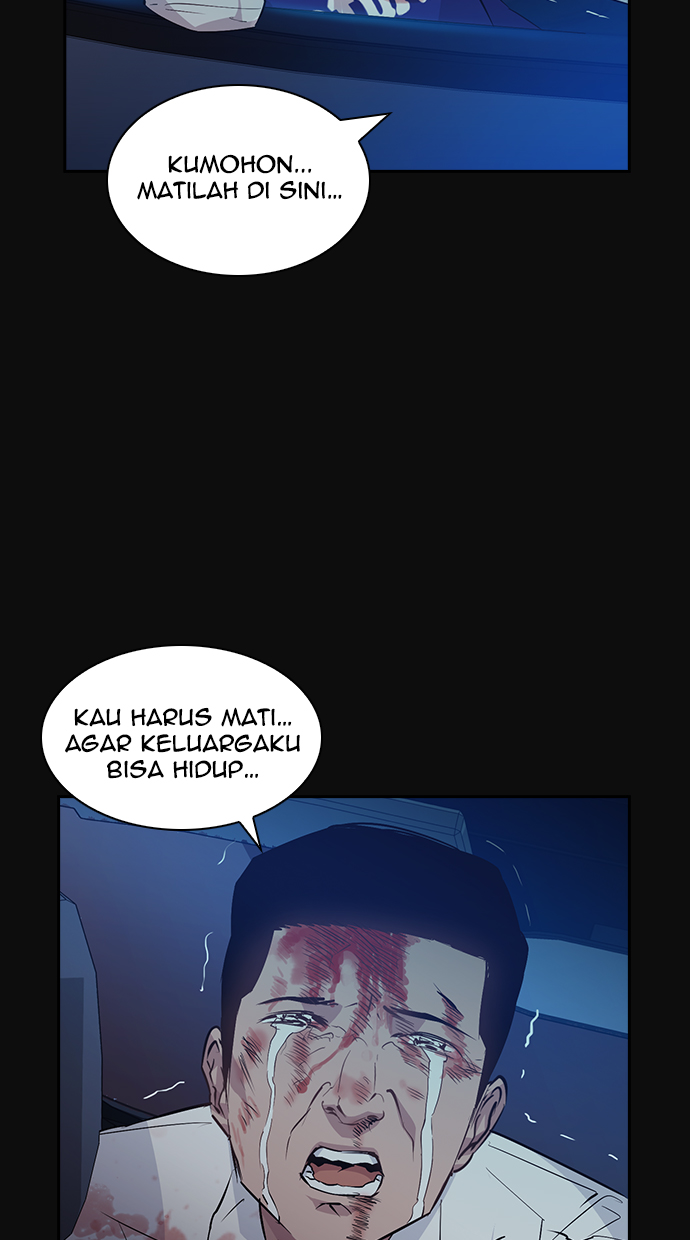 KUMOHON...
MATILAH DI SINI...
KAU HARUS MATI...
AGAR KELUARGAKU
BISA HIDUP...